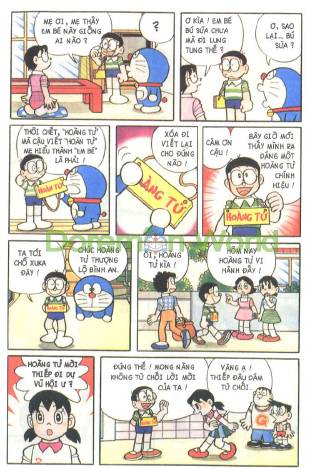 MẸ ƠI, MẸ THẤY
EM BÉ NÀY GIỐNG
AI NÀO ?
?
Ơ KÌA ! EM BÉ
BÚ SỮA CHƯA
MÀ ĐI LUNG
TUNG THẾ ?
Ơ, SAO
LẠI... BÚ
SỮA ?
THÔI CHẾT, "HOÀNG TỬ"
MÀ CẬU VIẾT "HOÀN TỬ"
MẸ HIỂU THÀNH "EM BÉ"
LÀ PHẢI !
HOÀN TỬ
XÓA ĐI
VIẾT LẠI
CHO ĐÚNG
NÀO !
ÀNG TỬ
CẢM ƠN
CẬU !
BÂY GIỜ MỚI
THẤY MÌNH RA
DÁNG MỘT
HOÀNG TỬ
CHÍNH
HIỆU !
HOÀNG TỬ
TA TỚI
CHỖ XUKA
ĐÂY !
CHÚC HOÀNG
TỬ THƯỢNG
LỘ BÌNH AN.
ÔI, HOÀNG
TỬ KÌA !
HÔM NAY
HOÀNG TỬ VI
HÀNH ĐẤY !
HOÀNG TỬ MỜI
THIẾP ĐI DỰ
VŨ HỘI Ư ?
ĐÚNG THẾ ! MONG NÀNG
KHÔNG TỪ CHỐI LỜI MỜI
CỦA TA !
VÂNG Ạ !
THIẾP ĐÂU DÁM
TỪ CHỐI.
G